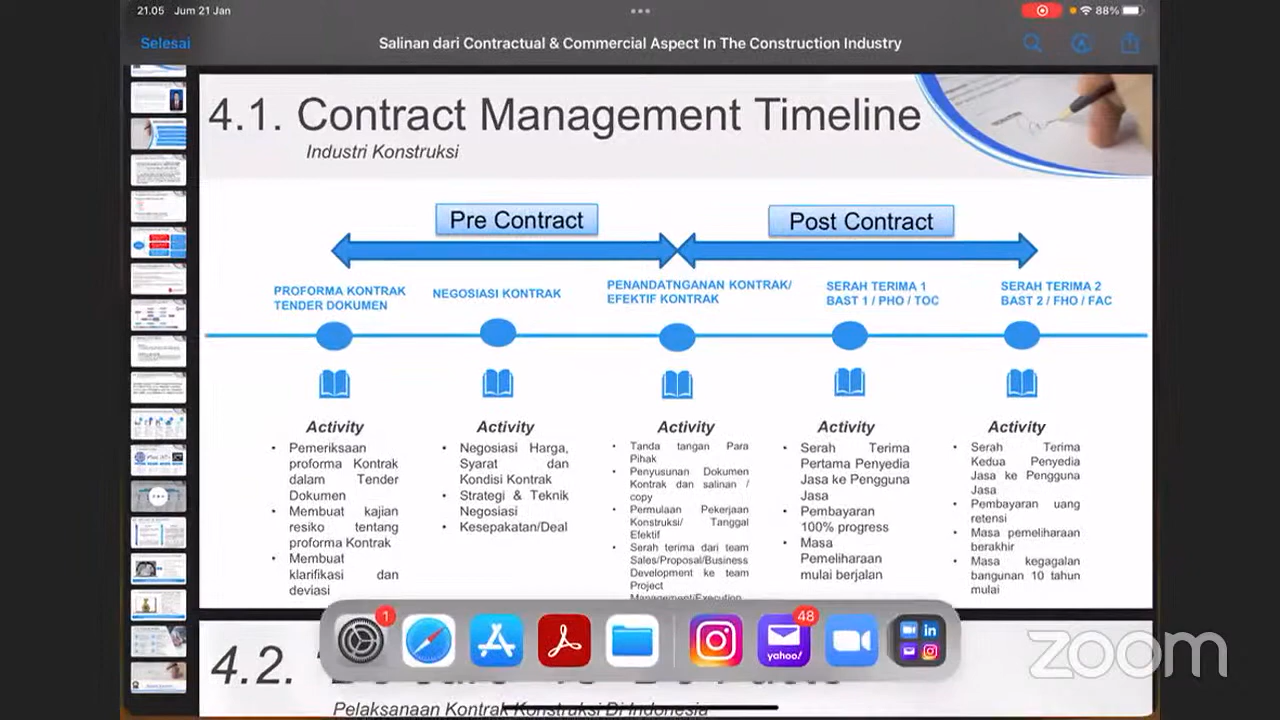 21.05 Jum 21 Jan
88%
Selesai
Salinan dari Contractual & Commercial Aspect In The Construction Industry
4.1. Contract Management Timeline
Industri Konstruksi
Pre Contract
Post Contract
PROFORMA KONTRAK
TENDER DOKUMEN
NEGOSIASI KONTRAK
PENANDATNGANAN KONTRAK/
EFEKTIF KONTRAK
SERAH TERIMA 1
BAST 1 / PHO / TOC
SERAH TERIMA 2
BAST 2 / FHO / FAC
Activity
• Pemeriksaan
proforma Kontrak
dalam Tender
Dokumen
• Membuat kajian
resiko tentang
proforma Kontrak
• Membuat
klarifikasi dan
deviasi
Activity
• Negosiasi Harga,
Syarat dan
Kondisi Kontrak
• Strategi & Teknik
Negosiasi
• Kesepakatan/Deal
Activity
• Tanda tangan Para
Pihak
• Penyusunan Dokumen
Kontrak dan salinan /
copy
• Permulaan Pekerjaan
Konstruksi/ Tanggal
Efektif
• Serah terima dari team
Sales/Proposal/Business
Development ke team
Project
Management/Execution
Activity
• Serah Terima
Pertama Penyedia
Jasa ke Pengguna
Jasa
• Pembayaran
100% progress
• Masa
Pemeliharaan
mulai berjalan
Activity
• Serah Terima
Kedua Penyedia
Jasa ke Pengguna
Jasa
• Pembayaran uang
retensi
• Masa pemeliharaan
berakhir
• Masa kegagalan
bangunan 10 tahun
mulai
1
48
yahoo!
in
zoom
4.2.
Pelaksanaan Kontrak Konstruksi Di Indonesia